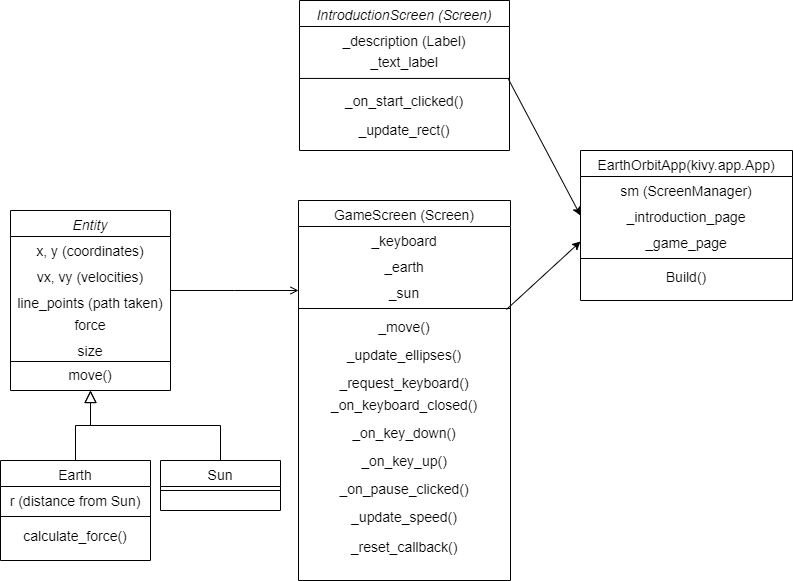 IntroductionScreen (Screen)
_description (Label)
_text_label
_on_start_clicked()
_update_rect()
EarthOrbitApp(kivy.app.App)
sm (ScreenManager)
_introduction_page
_game_page
Build()
GameScreen (Screen)
_keyboard
_earth
_sun
_move()
_update_ellipses()
_request_keyboard()
_on_keyboard_closed()
_on_key_down()
_on_key_up()
_on_pause_clicked()
_update_speed()
_reset_callback()
Entity
x, y (coordinates)
vx, vy (velocities)
line_points (path taken)
force
size
move()
Earth
r (distance from Sun)
calculate_force()
Sun